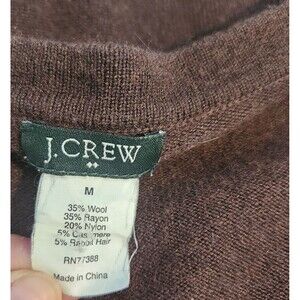 J.CREW
M
35% Wool
35% Rayon
20% Nylon
5% Cashmere
5% Rabbit Hair
RN77388
Made in China